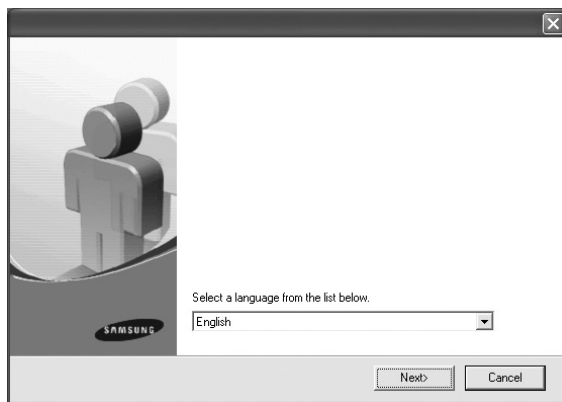 Select a language from the list below.
English
SAMSUNG
Next>
Cancel